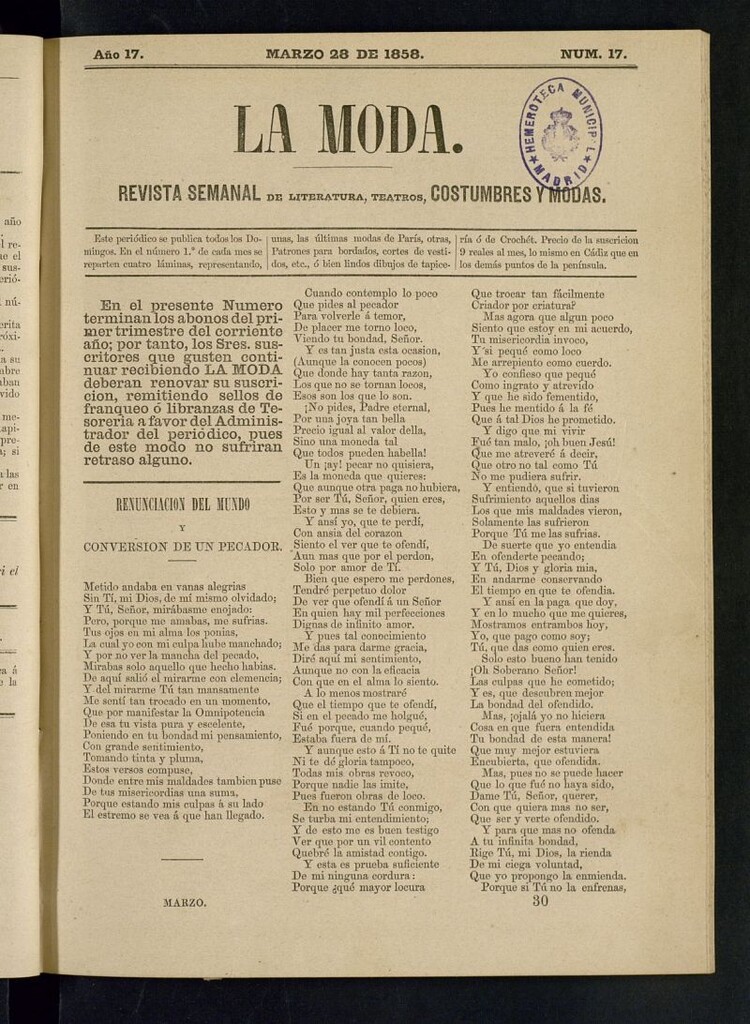 Año 17.
MARZO 28 DE 1858.
NUM. 17.
LA MODA.
HEMEROTECA MUNICIPAL
MADRID
REVISTA SEMANAL DE LITERATURA, TEATROS, COSTUMBRES Y MODAS.
Este periódico se publica todos los Do-
mingos. En el número 1.º de cada mes se
reparten cuatro láminas, representando,
unas, las últimas modas de París, otras,
Patrones para bordados, cortes de vesti-
dos, etc., ó bien lindos dibujos de tapice-
ría ó de Crochét. Precio de la suscricion
9 reales al mes, lo mismo en Cádiz que en
los demás puntos de la península.
En el presente Numero
terminan los abonos del pri
mer trimestre del corriente
año; por tanto, los Sres. sus-
critores que gusten conti-
nuar recibiendo LA MODA
deberan renovar su suscri-
cion, remitiendo sellos de
franqueo ó libranzas de Te-
soreria a favor del Adminis-
trador del periódico, pues
de este modo no sufriran
retraso alguno.
RENUNCIACION DEL MUNDO
Y
CONVERSION DE UN PECADOR.
Metido andaba en vanas alegrias
Sin Tí, mi Dios, de mí mismo olvidado;
Y Tú, Señor, mirábasme enojado:
Pero, porque me amabas, me sufrias.
Tus ojos en mi alma los ponias,
La cual yo con mi culpa hube manchado;
Y por no ver la mancha del pecado,
Mirabas solo aquello que hecho habias.
De aquí salió el mirarme con clemencia;
Y del mirarme Tú tan mansamente
Me sentí tan trocado en un momento,
Que por manifestar la Omnipotencia
De esa tu vista pura y escelente,
Poniendo en tu bondad mi pensamiento,
Con grande sentimiento,
Tomando tinta y pluma,
Estos versos compuse,
Donde entre mis maldades tambien puse
De tus misericordias una suma,
Porque estando mis culpas á su lado
El estremo se vea á que han llegado.
MARZO.
Cuando contemplo lo poco
Que pides al pecador
Para volverle á temor,
De placer me torno loco,
Viendo tu bondad, Señor.
Y es tan justa esta ocasion,
(Aunque la conocen pocos)
Que donde hay tanta razon,
Los que no se tornan locos,
Esos son los que lo son.
¡No pides, Padre eternal,
Por una joya tan bella
Precio igual al valor della,
Sino una moneda tal
Que todos pueden habella!
Un ¡ay! pecar no quisiera,
Es la moneda que quieres:
Que aunque otra paga no hubiera,
Por ser Tú, Señor, quien eres,
Esto y mas se te debiera.
Y ansí yo, que te perdí,
Con ansia del corazon
Siento el ver que te ofendí,
Aun mas que por el perdon,
Solo por amor de Tí.
Bien que espero me perdones,
Tendré perpetuo dolor
De ver que ofendí á un Señor
En quien hay mil perfecciones
Dignas de infinito amor.
Y pues tal conocimiento
Me das para darme gracia,
Diré aquí mi sentimiento,
Aunque no con la eficacia
Con que en el alma lo siento.
A lo menos mostraré
Que el tiempo que te ofendí,
Si en el pecado me holgué,
Fué porque, cuando pequé,
Estaba fuera de mí.
Y aunque esto á Tí no te quite
Ni te dé gloria tampoco,
Todas mis obras revoco,
Porque nadie las imite,
Pues fueron obras de loco.
En no estando Tú conmigo,
Se turba mi entendimiento;
Y de esto me es buen testigo
Ver que por un vil contento
Quebré la amistad contigo.
Y esta es prueba suficiente
De mi ninguna cordura:
Porque ¿qué mayor locura
Que trocar tan fácilmente
Criador por criatura?
Mas agora que algun poco
Siento que estoy en mi acuerdo,
Tu misericordia invoco,
Y si pequé como loco
Me arrepiento como cuerdo.
Yo confieso que pequé
Como ingrato y atrevido
Y que he sido fementido,
Pues he mentido á la fé
Que á tal Dios he prometido.
Y digo que mi vivir
Fué tan malo, ¡oh buen Jesú!
Que me atreveré á decir,
Que otro no tal como Tú
No me pudiera sufrir.
Y entiendo, que si tuvieron
Sufrimiento aquellos dias
Los que mis maldades vieron,
Solamente las sufrieron
Porque Tú me las sufrias.
De suerte que yo entendia
En ofenderte pecando;
Y Tú, Dios y gloria mia,
En andarme conservando
El tiempo en que te ofendia.
Y ansí en la paga que doy,
Y en lo mucho que me quieres,
Mostramos entrambos hoy,
Yo, que pago como soy;
Tú, que das como quien eres.
Solo esto bueno han tenido
¡Oh Soberano Señor!
Las culpas que he cometido;
Y es, que descubren mejor
La bondad del ofendido.
Mas, ¡ojalá yo no hiciera
Cosa en que fuera entendida
Tu bondad de esta manera!
Que muy mejor estuviera
Encubierta, que ofendida.
Mas, pues no se puede hacer
Que lo que fué no haya sido,
Dame Tú, Señor, querer,
Con que quiera mas no ser,
Que ser y verte ofendido.
Y para que mas no ofenda
A tu infinita bondad,
Rige Tú, mi Dios, la rienda
De mi ciega voluntad,
Que yo propongo la enmienda.
Porque si Tú no la enfrenas,
30